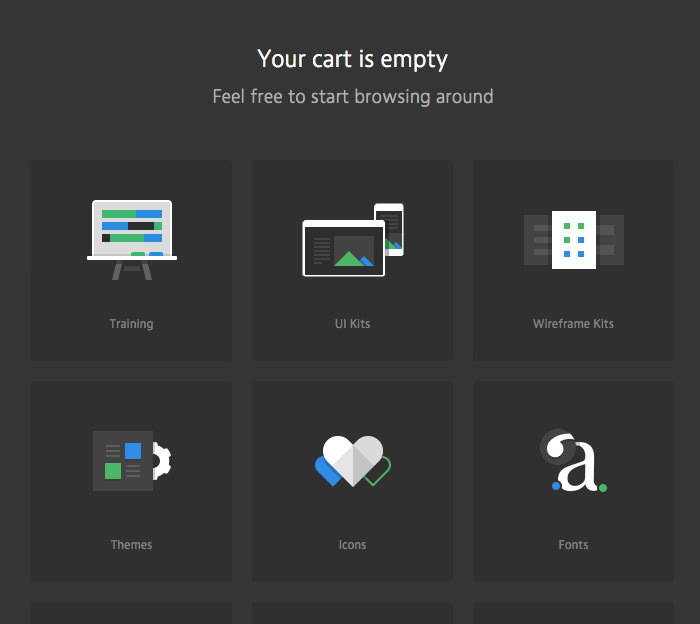 Your cart is empty
Feel free to start browsing around
Training
UI Kits
Wireframe Kits
Themes
Icons
Fonts